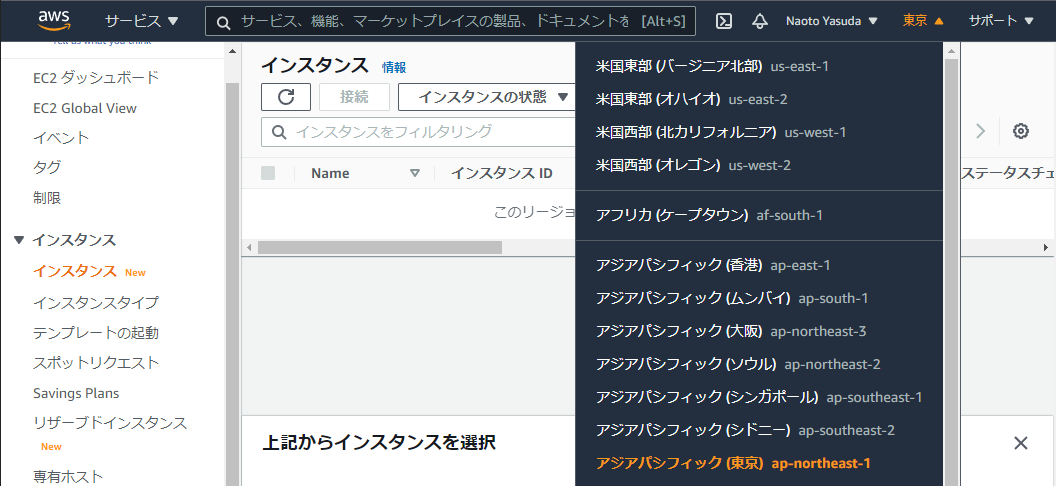 aws サービス サービス、機能、マーケットプレイスの製品、ドキュメントを [Alt+S] Naoto Yasuda 東京 サポート
Tell us what you think
EC2 ダッシュボード
EC2 Global View
イベント
タグ
制限
インスタンス
インスタンス New
インスタンスタイプ
テンプレートの起動
スポットリクエスト
Savings Plans
リザーブドインスタンス
New
専有ホスト
インスタンス 情報
接続 インスタンスの状態
インスタンスをフィルタリング
Name インスタンス ID ステータスチェ
このリージョ
上記からインスタンスを選択
米国東部 (バージニア北部) us-east-1
米国東部 (オハイオ) us-east-2
米国西部 (北カリフォルニア) us-west-1
米国西部 (オレゴン) us-west-2
アフリカ (ケープタウン) af-south-1
アジアパシフィック (香港) ap-east-1
アジアパシフィック (ムンバイ) ap-south-1
アジアパシフィック (大阪) ap-northeast-3
アジアパシフィック (ソウル) ap-northeast-2
アジアパシフィック (シンガポール) ap-southeast-1
アジアパシフィック (シドニー) ap-southeast-2
アジアパシフィック (東京) ap-northeast-1